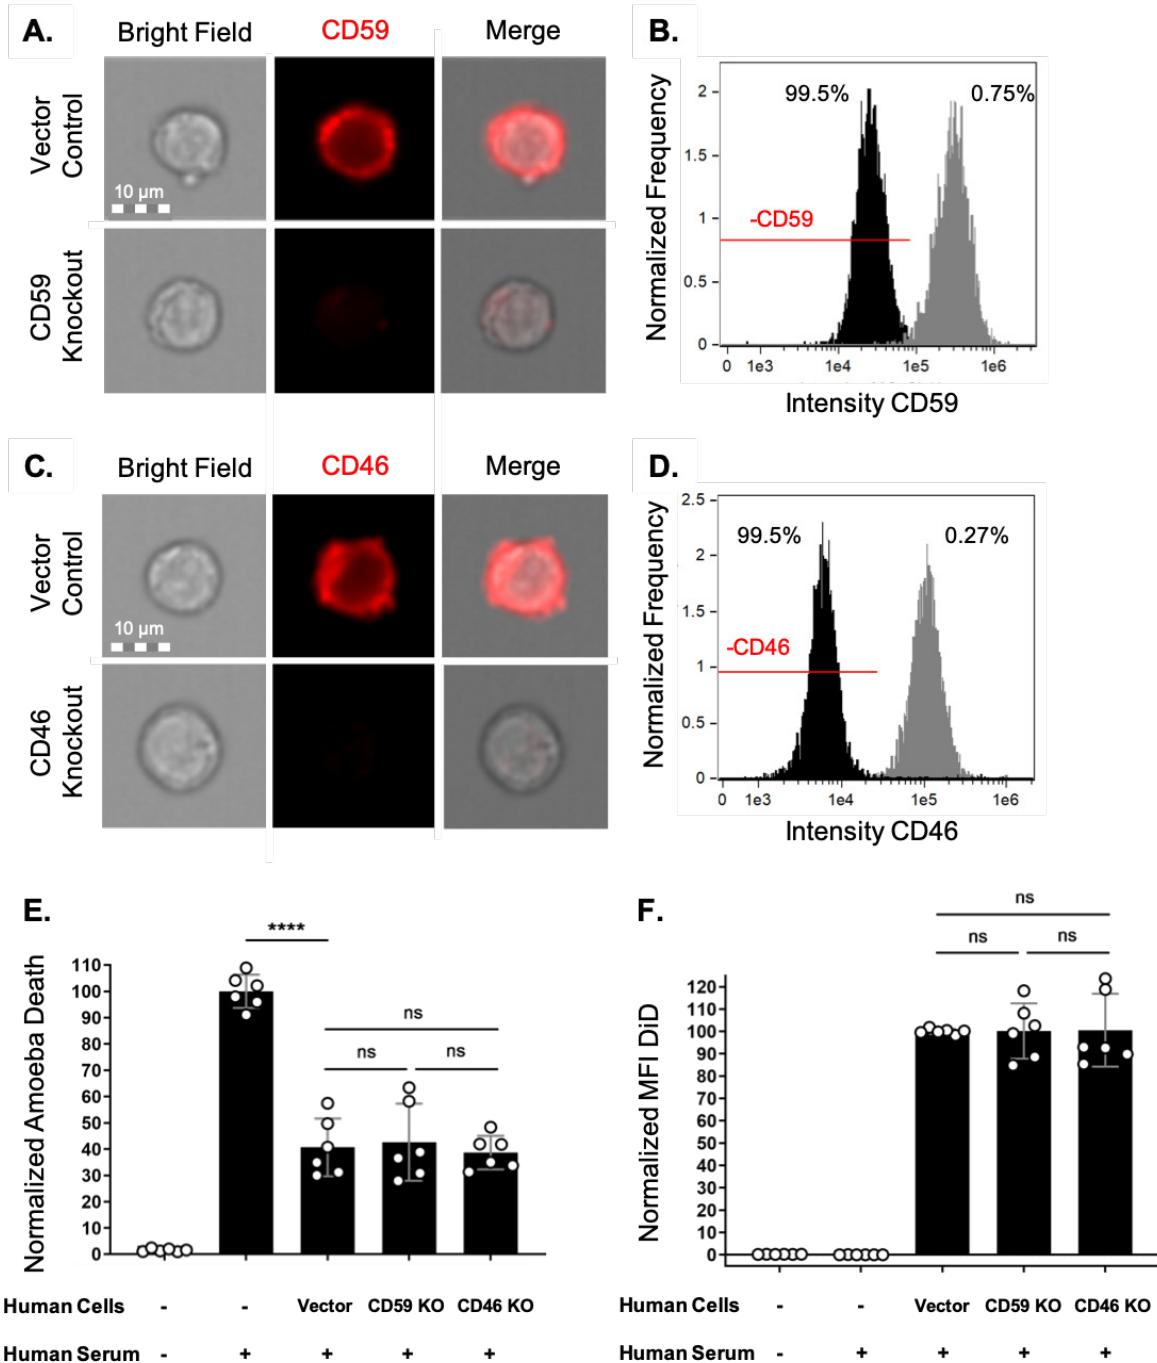 A.
Bright Field
CD59
Merge
Vector
Control
10 µm
CD59
Knockout
B.
Normalized Frequency
2
1.5
1
0.5
0
99.5%
0.75%
-CD59
0 1e3 1e4 1e5 1e6
Intensity CD59
C.
Bright Field
CD46
Merge
Vector
Control
10 µm
CD46
Knockout
D.
Normalized Frequency
2.5
2
1.5
1
0.5
0
99.5%
0.27%
-CD46
0 1e3 1e4 1e5 1e6
Intensity CD46
E.
Normalized Amoeba Death
110
100
90
80
70
60
50
40
30
20
10
0
****
ns
ns
ns
Human Cells - - Vector CD59 KO CD46 KO
Human Serum - + + + +
F.
Normalized MFI DiD
120
110
100
90
80
70
60
50
40
30
20
10
0
ns
ns
ns
Human Cells - - Vector CD59 KO CD46 KO
Human Serum - + + + +